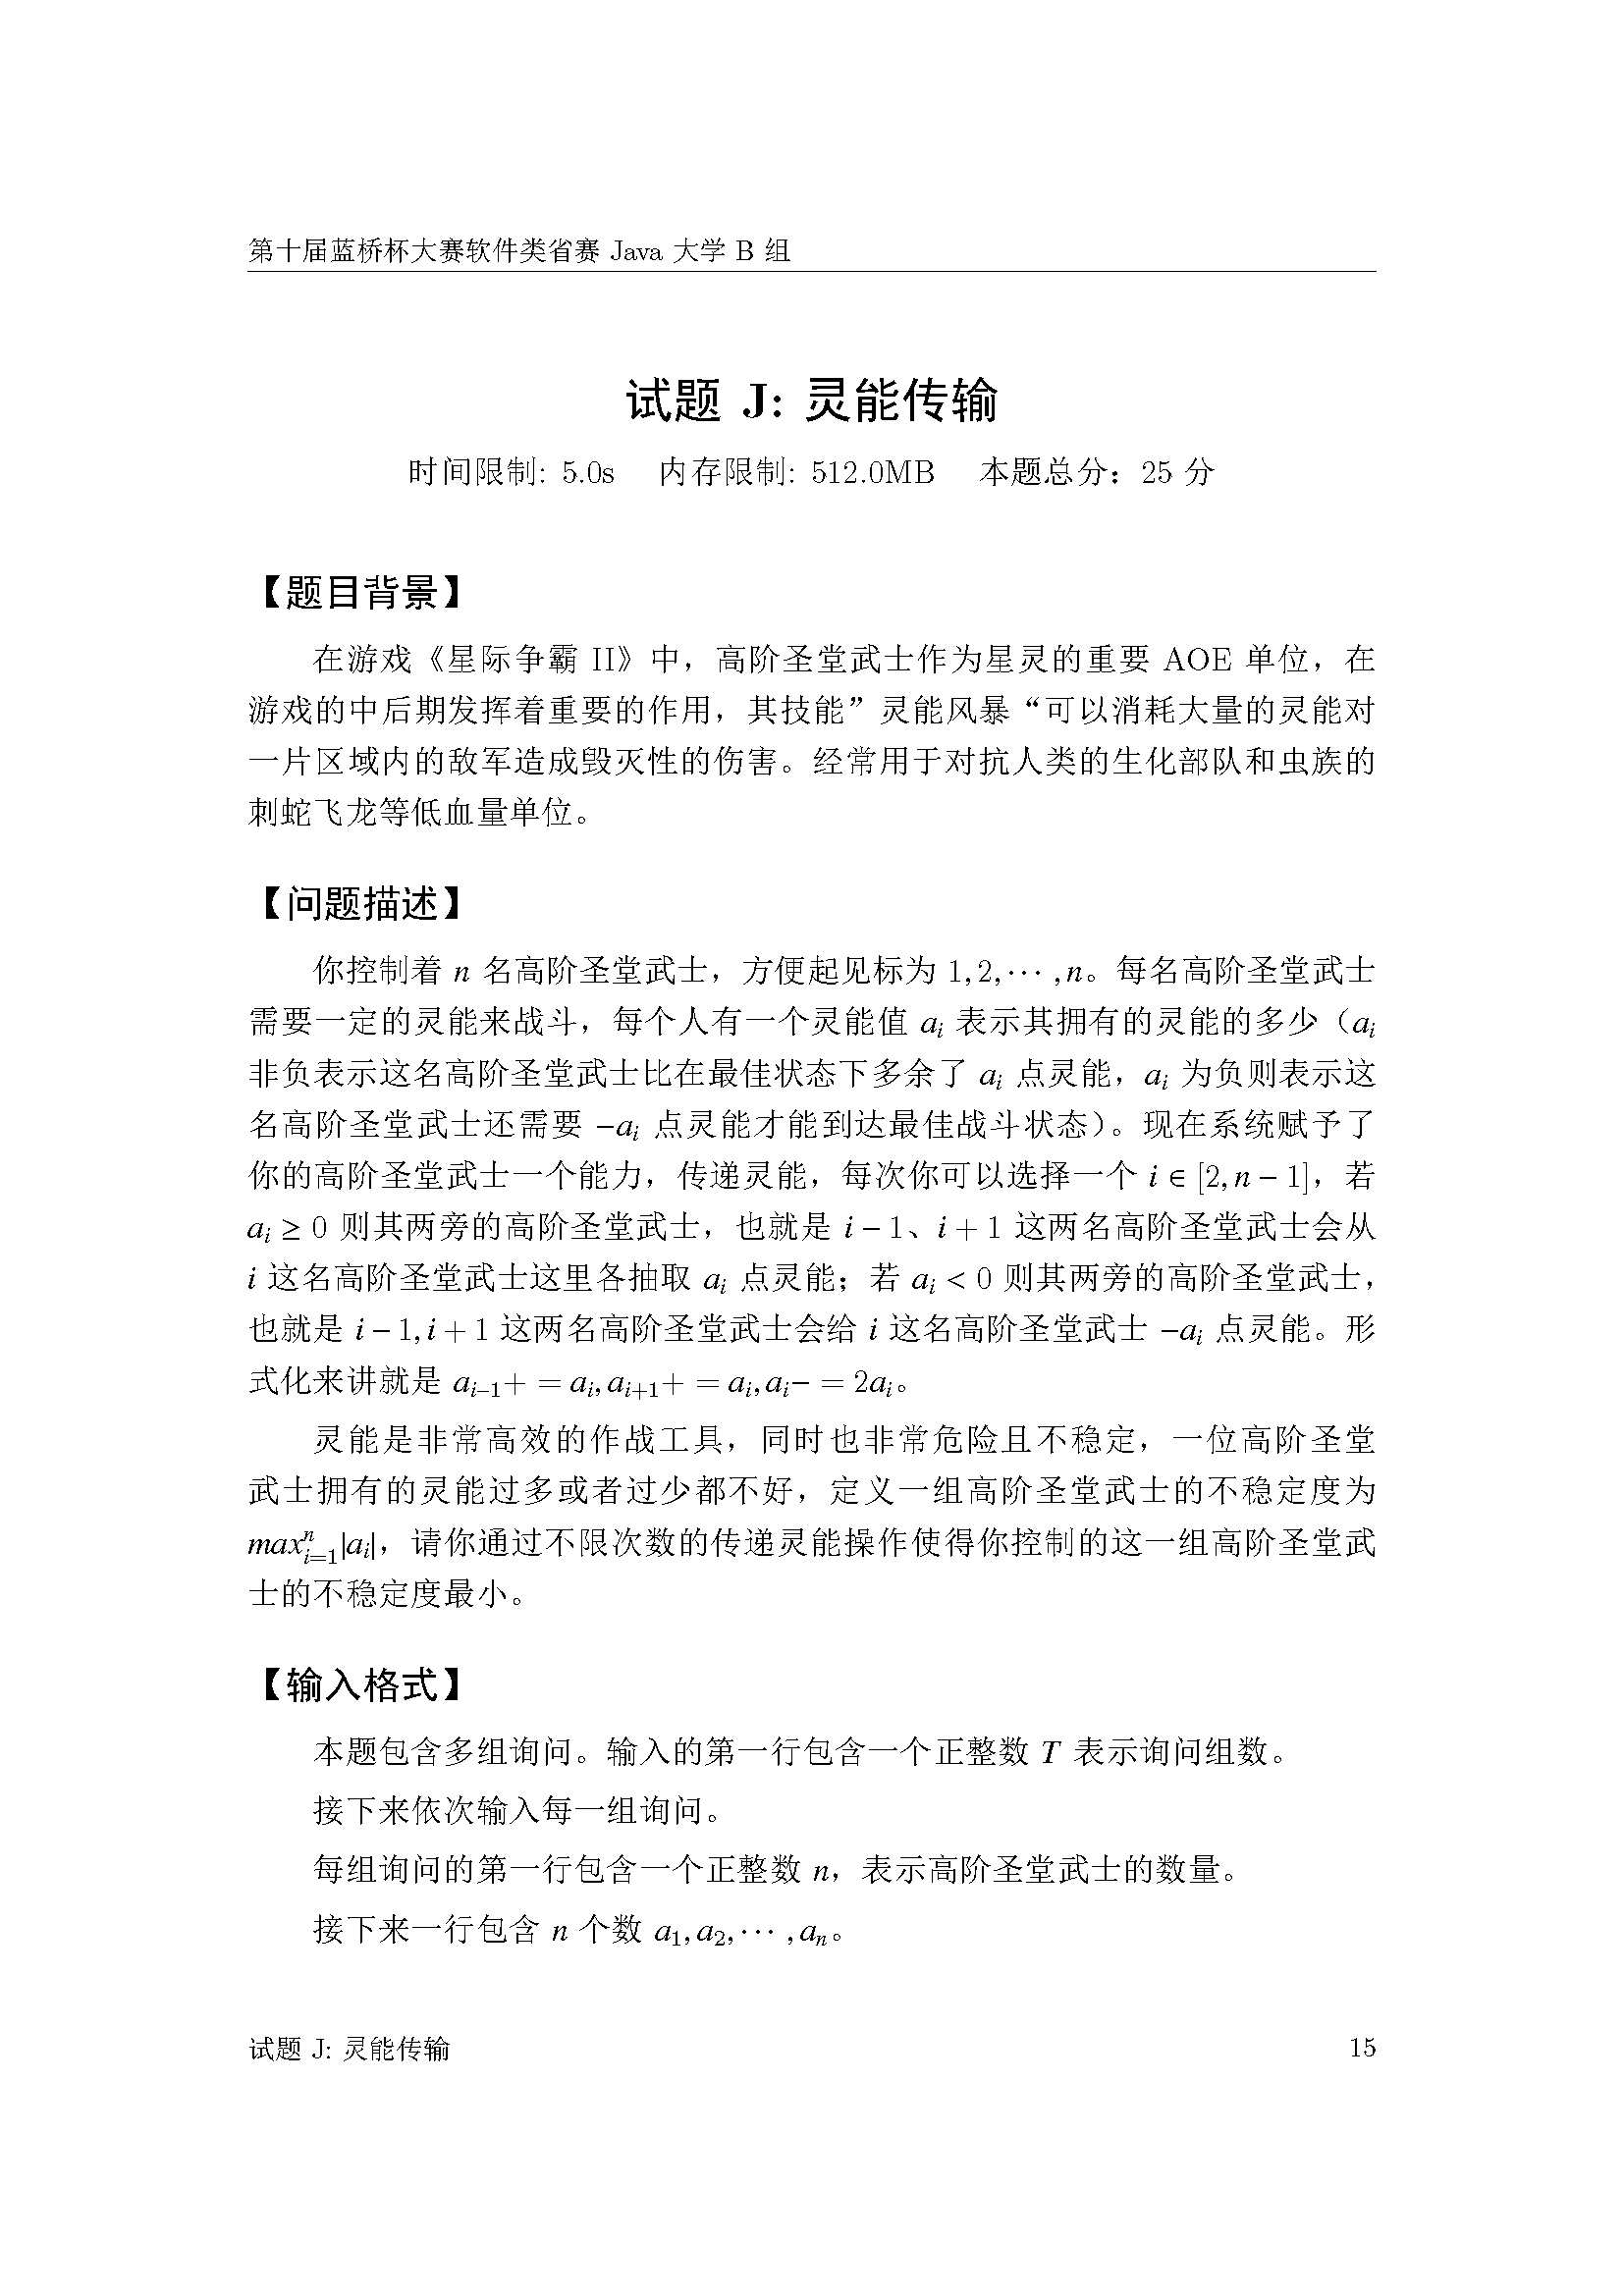 第十届蓝桥杯大赛软件类省赛 Java 大学 B 组
试题 J: 灵能传输
时间限制: 5.0s 内存限制: 512.0MB 本题总分：25 分
【题目背景】
在游戏《星际争霸 II》中，高阶圣堂武士作为星灵的重要 AOE 单位，在
游戏的中后期发挥着重要的作用，其技能”灵能风暴“可以消耗大量的灵能对
一片区域内的敌军造成毁灭性的伤害。经常用于对抗人类的生化部队和虫族的
刺蛇飞龙等低血量单位。
【问题描述】
你控制着 n 名高阶圣堂武士，方便起见标为 1, 2, ⋯ , n。每名高阶圣堂武士
需要一定的灵能来战斗，每个人有一个灵能值 aᵢ 表示其拥有的灵能的多少（aᵢ
非负表示这名高阶圣堂武士比在最佳状态下多余了 aᵢ 点灵能，aᵢ 为负则表示这
名高阶圣堂武士还需要 −aᵢ 点灵能才能到达最佳战斗状态）。现在系统赋予了
你的高阶圣堂武士一个能力，传递灵能，每次你可以选择一个 i ∈ [2, n − 1]，若
aᵢ ≥ 0 则其两旁的高阶圣堂武士，也就是 i − 1、i + 1 这两名高阶圣堂武士会从
i 这名高阶圣堂武士这里各抽取 aᵢ 点灵能；若 aᵢ < 0 则其两旁的高阶圣堂武士，
也就是 i − 1, i + 1 这两名高阶圣堂武士会给 i 这名高阶圣堂武士 −aᵢ 点灵能。形
式化来讲就是 aᵢ₋₁+ = aᵢ, aᵢ₊₁+ = aᵢ, aᵢ− = 2aᵢ。
灵能是非常高效的作战工具，同时也非常危险且不稳定，一位高阶圣堂
武士拥有的灵能过多或者过少都不好，定义一组高阶圣堂武士的不稳定度为
maxⁿᵢ₌₁|aᵢ|，请你通过不限次数的传递灵能操作使得你控制的这一组高阶圣堂武
士的不稳定度最小。
【输入格式】
本题包含多组询问。输入的第一行包含一个正整数 T 表示询问组数。
接下来依次输入每一组询问。
每组询问的第一行包含一个正整数 n，表示高阶圣堂武士的数量。
接下来一行包含 n 个数 a₁, a₂, ⋯ , aₙ。
试题 J: 灵能传输 15